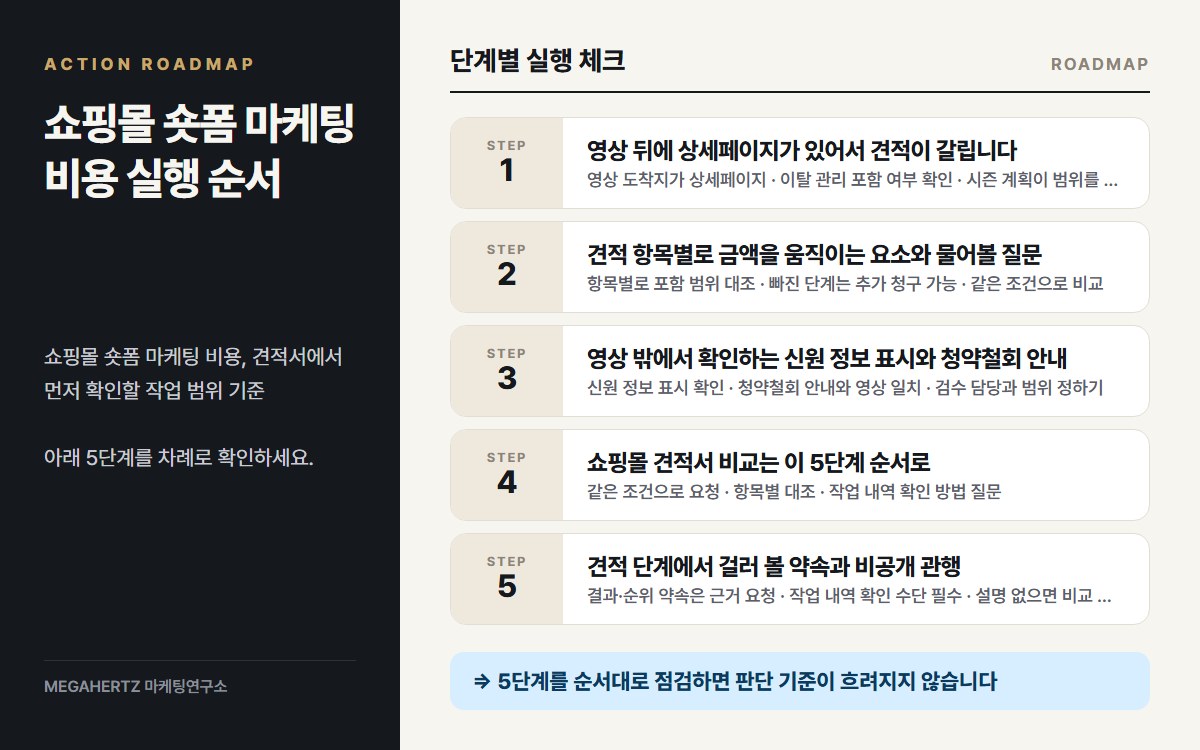 ACTION ROADMAP
쇼핑몰 숏폼 마케팅
비용 실행 순서
쇼핑몰 숏폼 마케팅 비용, 견적서에서
먼저 확인할 작업 범위 기준
아래 5단계를 차례로 확인하세요.
MEGAHERTZ 마케팅연구소
단계별 실행 체크
ROADMAP
STEP
1
영상 뒤에 상세페이지가 있어서 견적이 갈립니다
영상 도착지가 상세페이지 · 이탈 관리 포함 여부 확인 · 시즌 계획이 범위를 ...
STEP
2
견적 항목별로 금액을 움직이는 요소와 물어볼 질문
항목별로 포함 범위 대조 · 빠진 단계는 추가 청구 가능 · 같은 조건으로 비교
STEP
3
영상 밖에서 확인하는 신원 정보 표시와 청약철회 안내
신원 정보 표시 확인 · 청약철회 안내와 영상 일치 · 검수 담당과 범위 정하기
STEP
4
쇼핑몰 견적서 비교는 이 5단계 순서로
같은 조건으로 요청 · 항목별 대조 · 작업 내역 확인 방법 질문
STEP
5
견적 단계에서 걸러 볼 약속과 비공개 관행
결과·순위 약속은 근거 요청 · 작업 내역 확인 수단 필수 · 설명 없으면 비교 ...
⇒ 5단계를 순서대로 점검하면 판단 기준이 흐려지지 않습니다